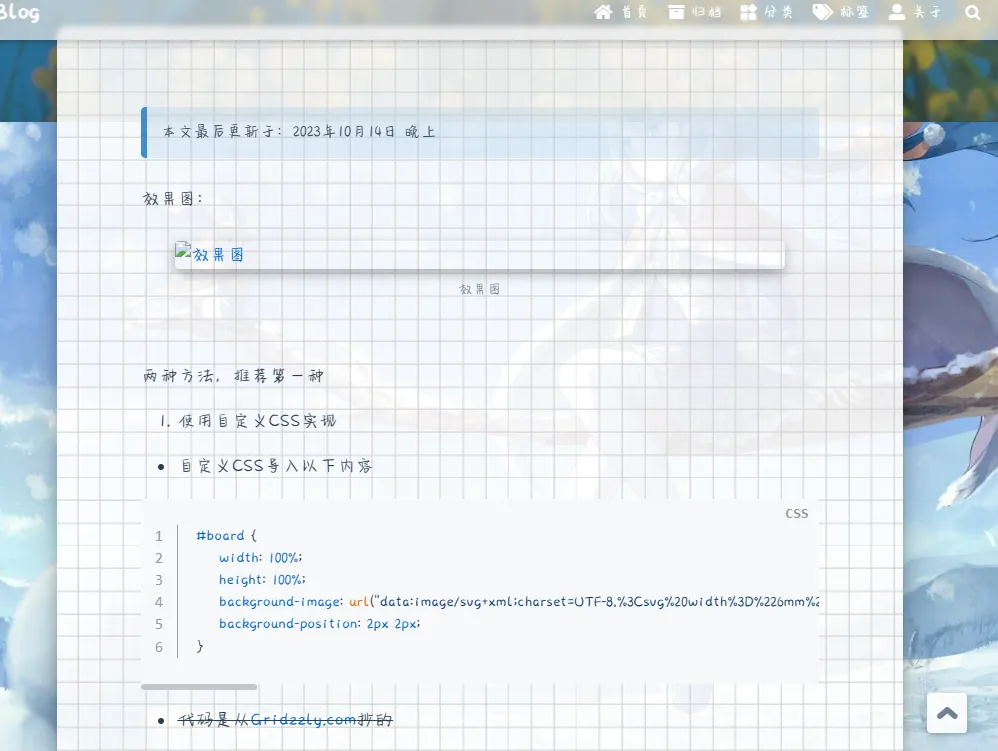 Blog
首页 归档 分类 标签 关于
本文最后更新于：2023年10月14日 晚上
效果图：
效果图
效果图
两种方法，推荐第一种
1. 使用自定义CSS实现
自定义CSS导入以下内容
CSS
1 #board {
2 width: 100%;
3 height: 100%;
4 background-image: url("data:image/svg+xml;charset=UTF-8,%3Csvg%20width%3D%226mm%2
5 background-position: 2px 2px;
6 }
代码是从Gridzzly.com抄的